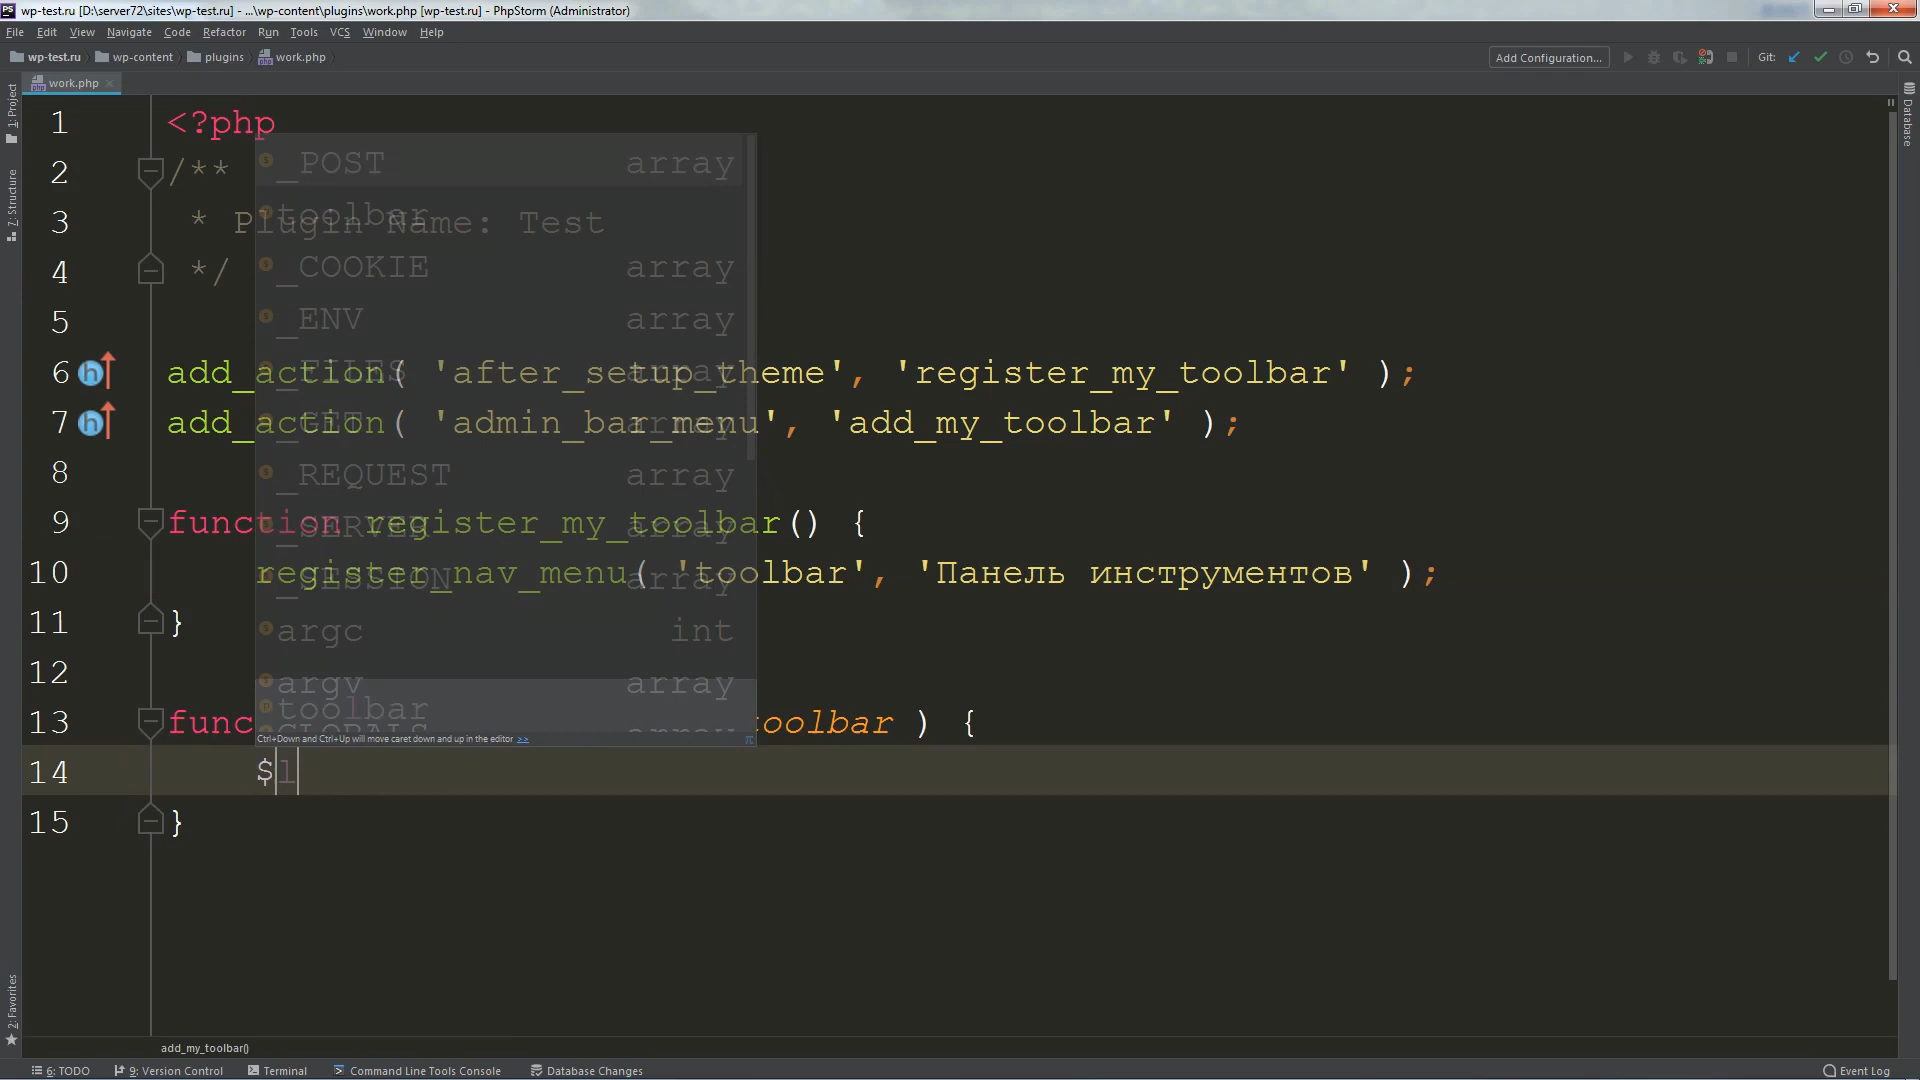 wp-test.ru [D:\server72\sites\wp-test.ru] - ...\wp-content\plugins\work.php [wp-test.ru] - PhpStorm (Administrator)
File Edit View Navigate Code Refactor Run Tools VCS Window Help
wp-test.ru wp-content plugins work.php Add Configuration... Git:
work.php
1: Project
7: Structure
2: Favorites
Database
1 <?php
2 /**
3 * Plugin Name: Test
4 */
5
6 add_action( 'after_setup_theme', 'register_my_toolbar' );
7 add_action( 'admin_bar_menu', 'add_my_toolbar' );
8
9 function register_my_toolbar() {
10 register_nav_menu( 'toolbar', 'Панель инструментов' );
11 }
12
13 func toolbar ) {
14 $l
15 }
_POST array
toolbar
_COOKIE array
_ENV array
_FILES array
_GET array
_REQUEST array
_SERVER array
_SESSION array
argc int
argv array
toolbar
GLOBALS array
Ctrl+Down and Ctrl+Up will move caret down and up in the editor >>
add_my_toolbar()
6: TODO 9: Version Control Terminal Command Line Tools Console Database Changes Event Log